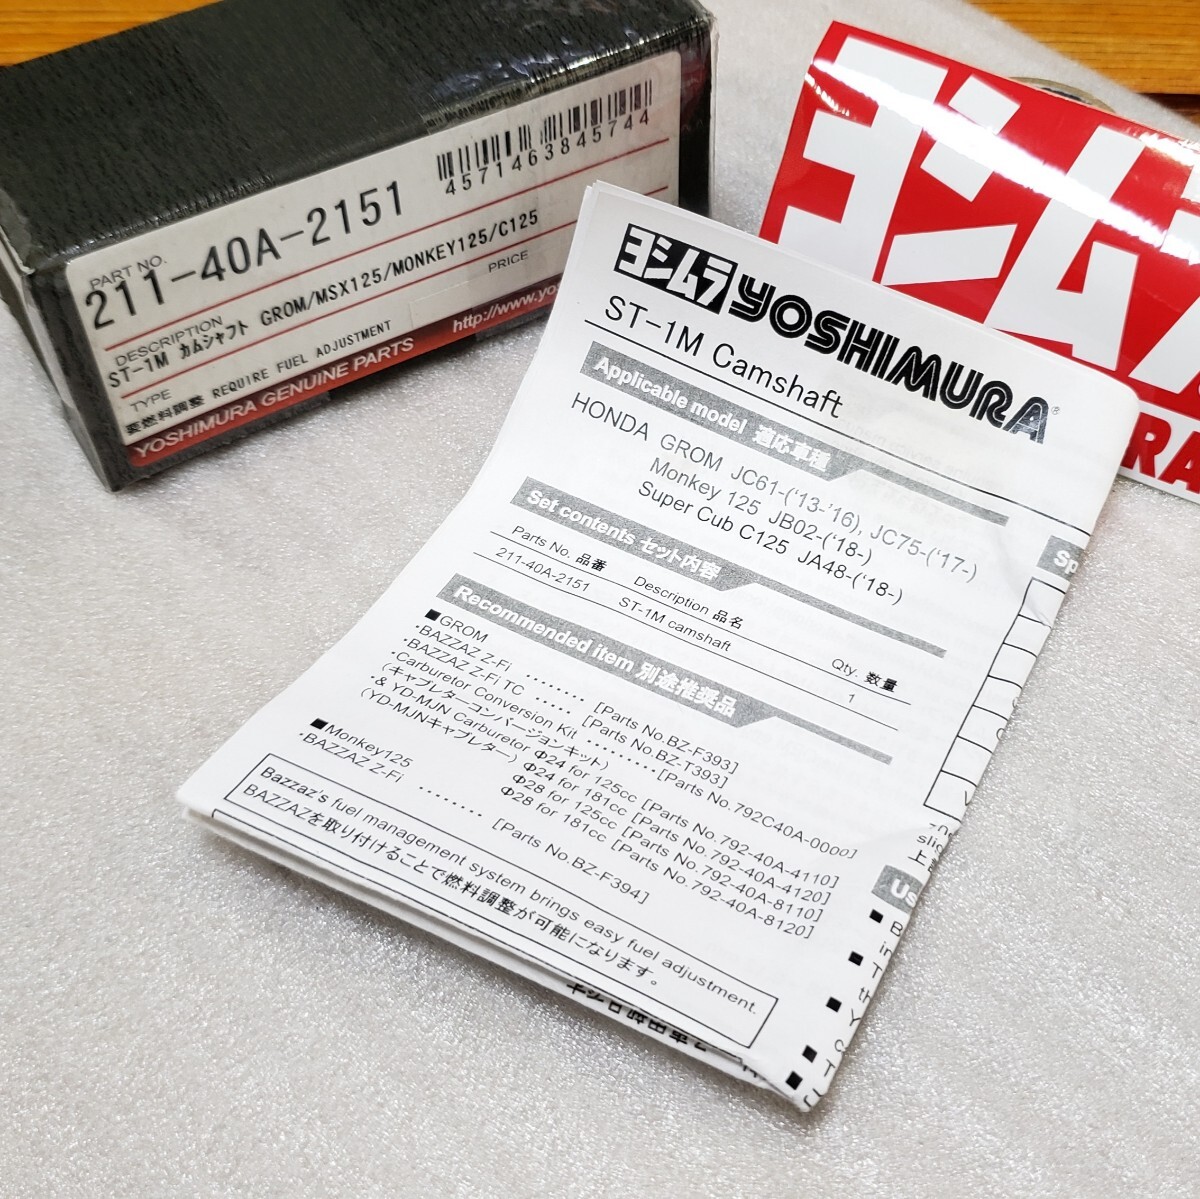 PART NO.
211-40A-2151
4571463845744
DESCRIPTION
ST-1M カムシャフト GROM/MSX125/MONKEY125/C125
TYPE
PRICE
要燃料調整 REQUIRE FUEL ADJUSTMENT
YOSHIMURA GENUINE PARTS
http://www.yo
ヨシムラ
RA
ヨシムラ YOSHIMURA®
ST-1M Camshaft
Applicable model 適応車種
HONDA GROM JC61-('13-'16), JC75-('17-)
Monkey 125 JB02-('18-)
Super Cub C125 JA48-('18-)
Set contents セット内容
Parts No. 品番 Description 品名 Qty. 数量
211-40A-2151 ST-1M camshaft 1
Recommended item 別途推奨品
■GROM
・BAZZAZ Z-Fi ········ [Parts No.BZ-F393]
・BAZZAZ Z-Fi TC ······ [Parts No.BZ-T393]
・Carburetor Conversion Kit ·········[Parts No.792C40A-0000]
(キャブレターコンバージョンキット)
・& YD-MJN Carburetor Φ24 for 125cc [Parts No.792-40A-4110]
(YD-MJNキャブレター) Φ24 for 181cc [Parts No.792-40A-4120]
Φ28 for 125cc [Parts No.792-40A-8110]
Φ28 for 181cc [Parts No.792-40A-8120]
■Monkey125
・BAZZAZ Z-Fi ······· [Parts No.BZ-F394]
Bazzaz's fuel management system brings easy fuel adjustment.
BAZZAZを取り付けることで燃料調整が可能になります。
Sp
Us